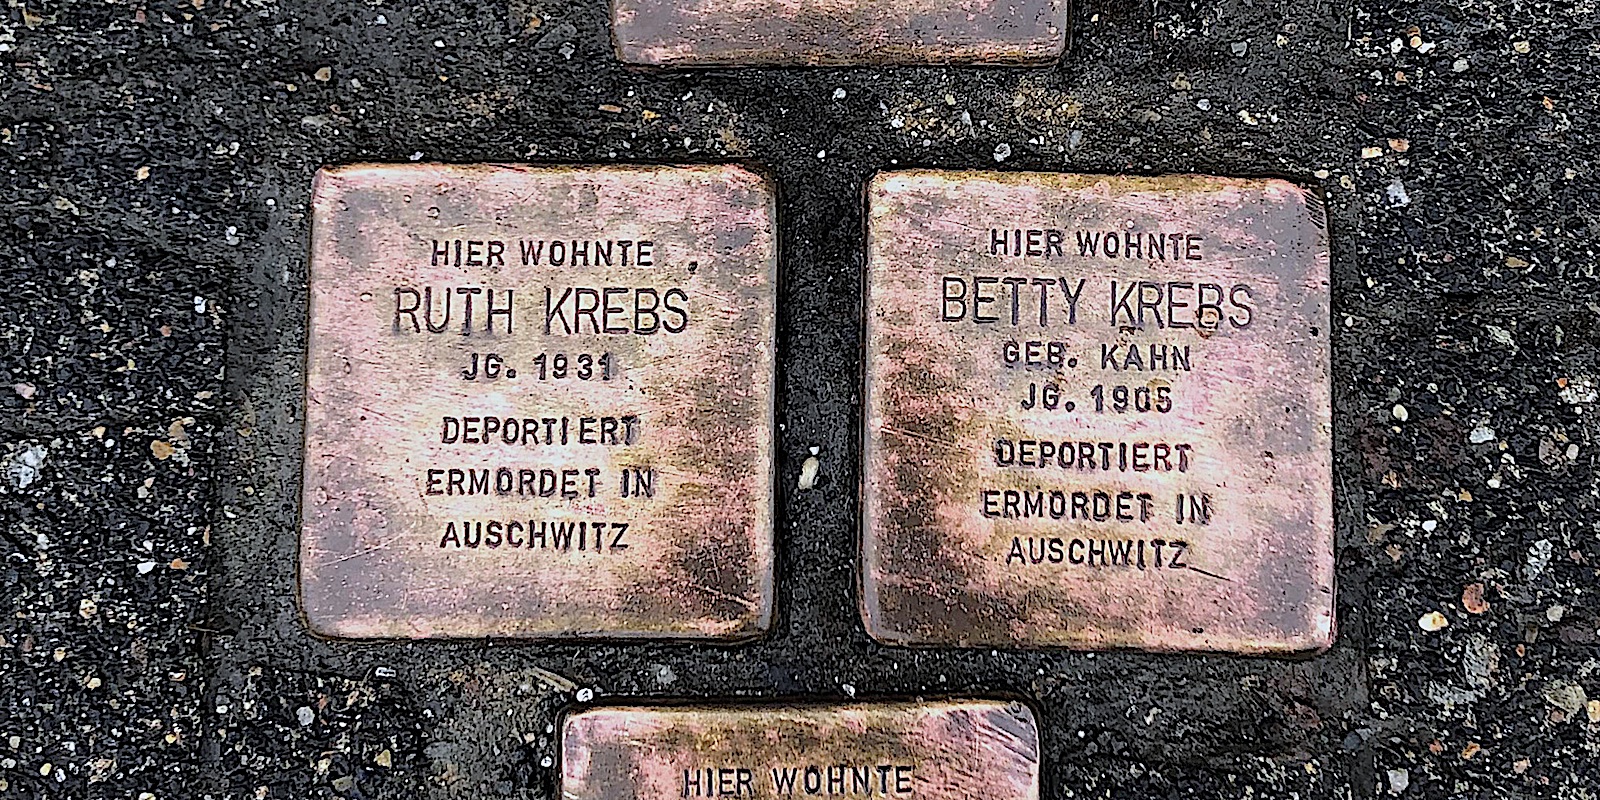 HIER WOHNTE
RUTH KREBS
JG. 1931
DEPORTIERT
ERMORDET IN
AUSCHWITZ
HIER WOHNTE
BETTY KREBS
GEB. KAHN
JG. 1905
DEPORTIERT
ERMORDET IN
AUSCHWITZ
HIER WOHNTE